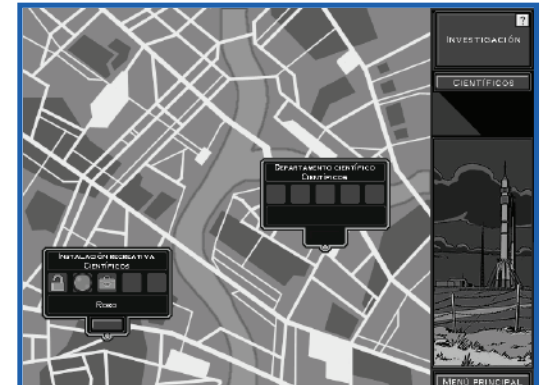 ?
INVESTIGACIÓN
CIENTÍFICOS
DEPARTAMENTO CIENTÍFICO
CIENTÍFICOS
INSTALACIÓN RECREATIVA
CIENTÍFICOS
ROBO
MENÚ PRINCIPAL